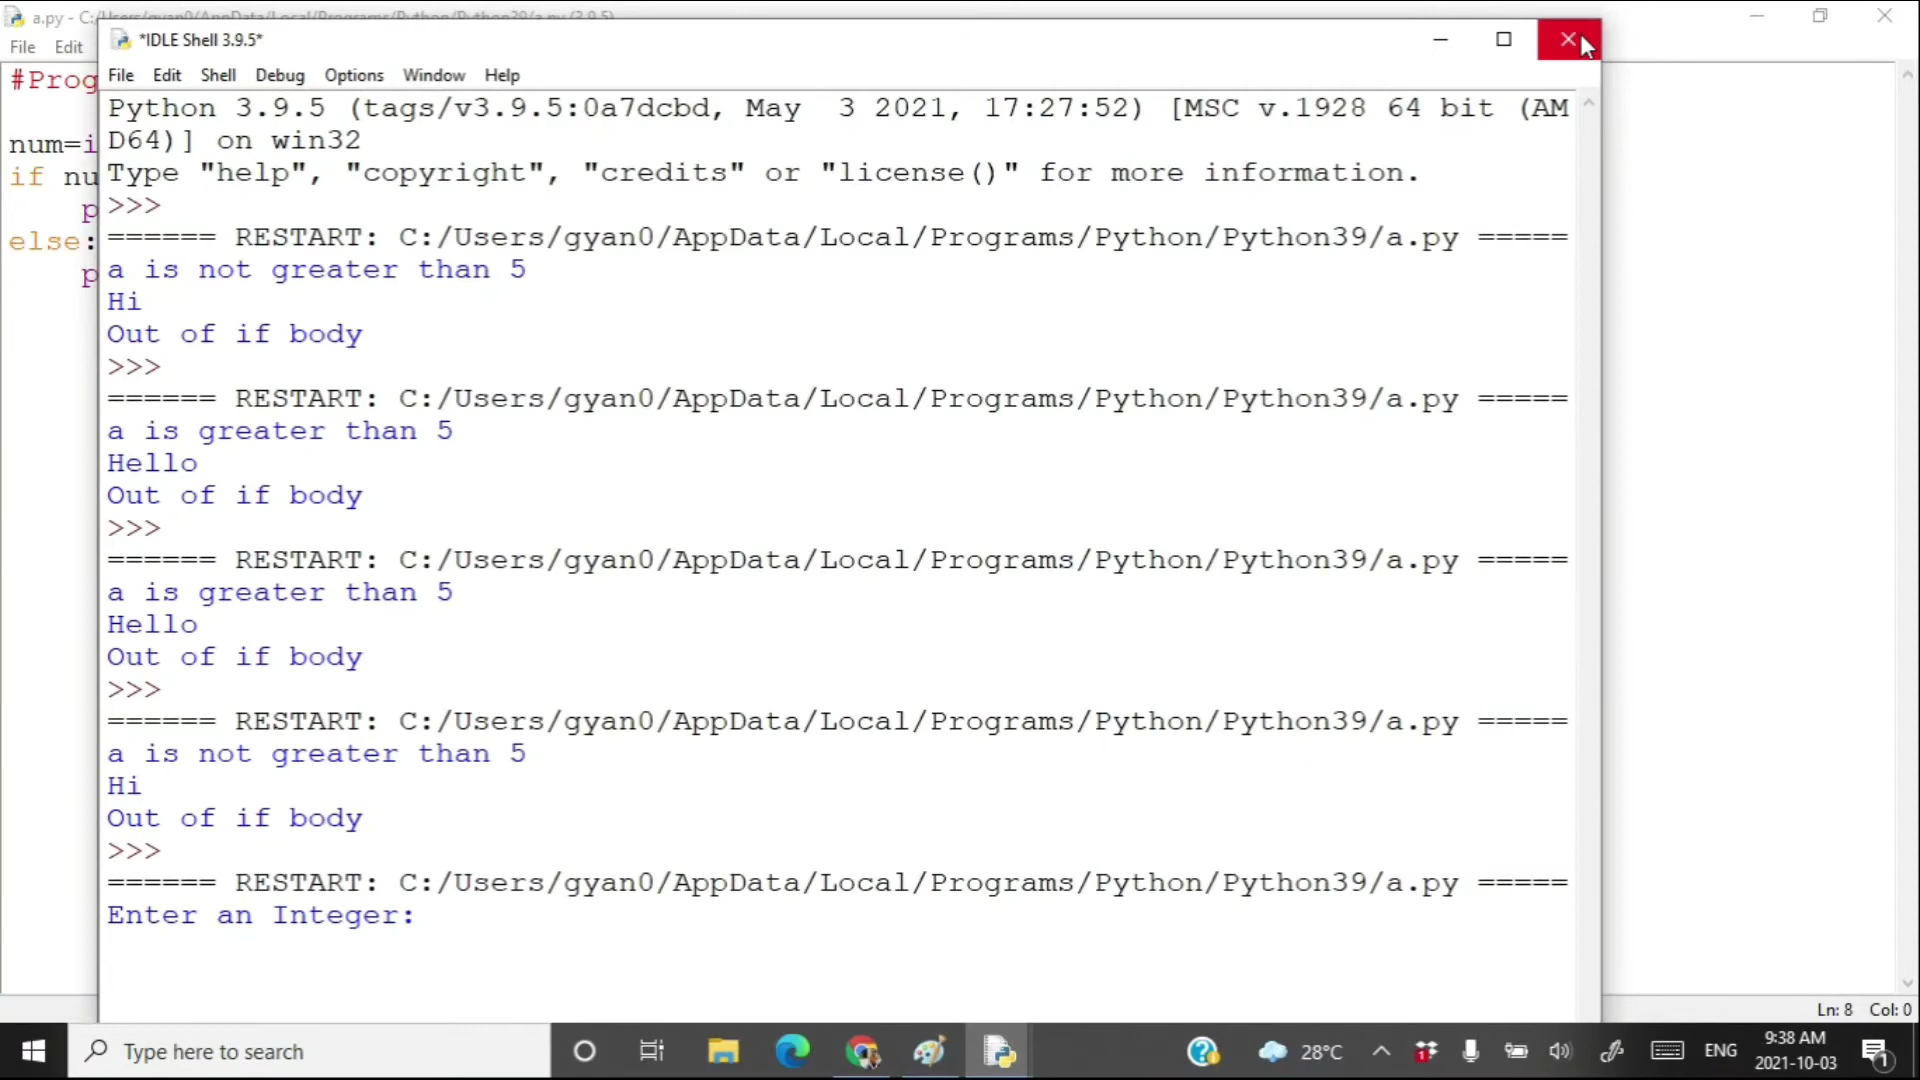 a.py - C:/Users/gyan0/AppData/Local/Programs/Python/Python39/a.py (3.9.5)
File Edit
#Prog
num=i
if nu
p
else:
p
*IDLE Shell 3.9.5*
File Edit Shell Debug Options Window Help
Python 3.9.5 (tags/v3.9.5:0a7dcbd, May  3 2021, 17:27:52) [MSC v.1928 64 bit (AM
D64)] on win32
Type "help", "copyright", "credits" or "license()" for more information.
>>>
====== RESTART: C:/Users/gyan0/AppData/Local/Programs/Python/Python39/a.py =====
a is not greater than 5
Hi
Out of if body
>>>
====== RESTART: C:/Users/gyan0/AppData/Local/Programs/Python/Python39/a.py =====
a is greater than 5
Hello
Out of if body
>>>
====== RESTART: C:/Users/gyan0/AppData/Local/Programs/Python/Python39/a.py =====
a is greater than 5
Hello
Out of if body
>>>
====== RESTART: C:/Users/gyan0/AppData/Local/Programs/Python/Python39/a.py =====
a is not greater than 5
Hi
Out of if body
>>>
====== RESTART: C:/Users/gyan0/AppData/Local/Programs/Python/Python39/a.py =====
Enter an Integer:
Ln: 8 Col: 0
Type here to search
28°C
ENG
9:38 AM
2021-10-03
1